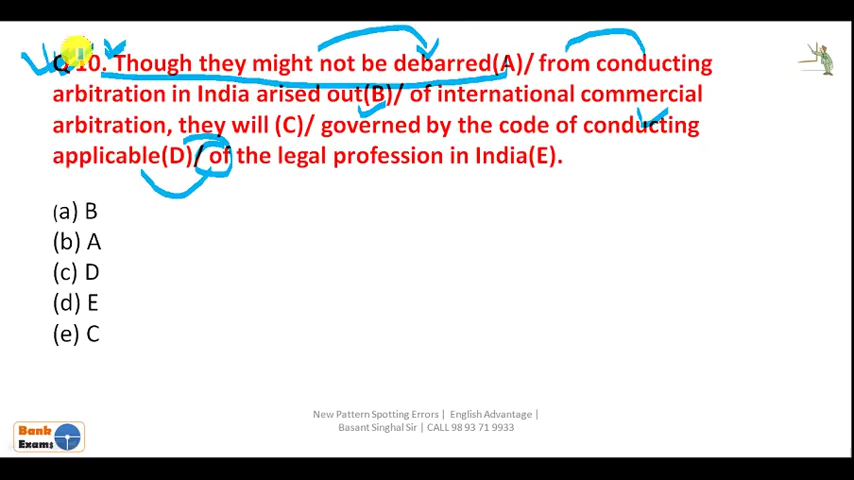 Q 10. Though they might not be debarred(A)/ from conducting
arbitration in India arised out(B)/ of international commercial
arbitration, they will (C)/ governed by the code of conducting
applicable(D)/ of the legal profession in India(E).
(a) B
(b) A
(c) D
(d) E
(e) C
New Pattern Spotting Errors | English Advantage |
Basant Singhal Sir | CALL 98 93 71 9933
Bank
Exams